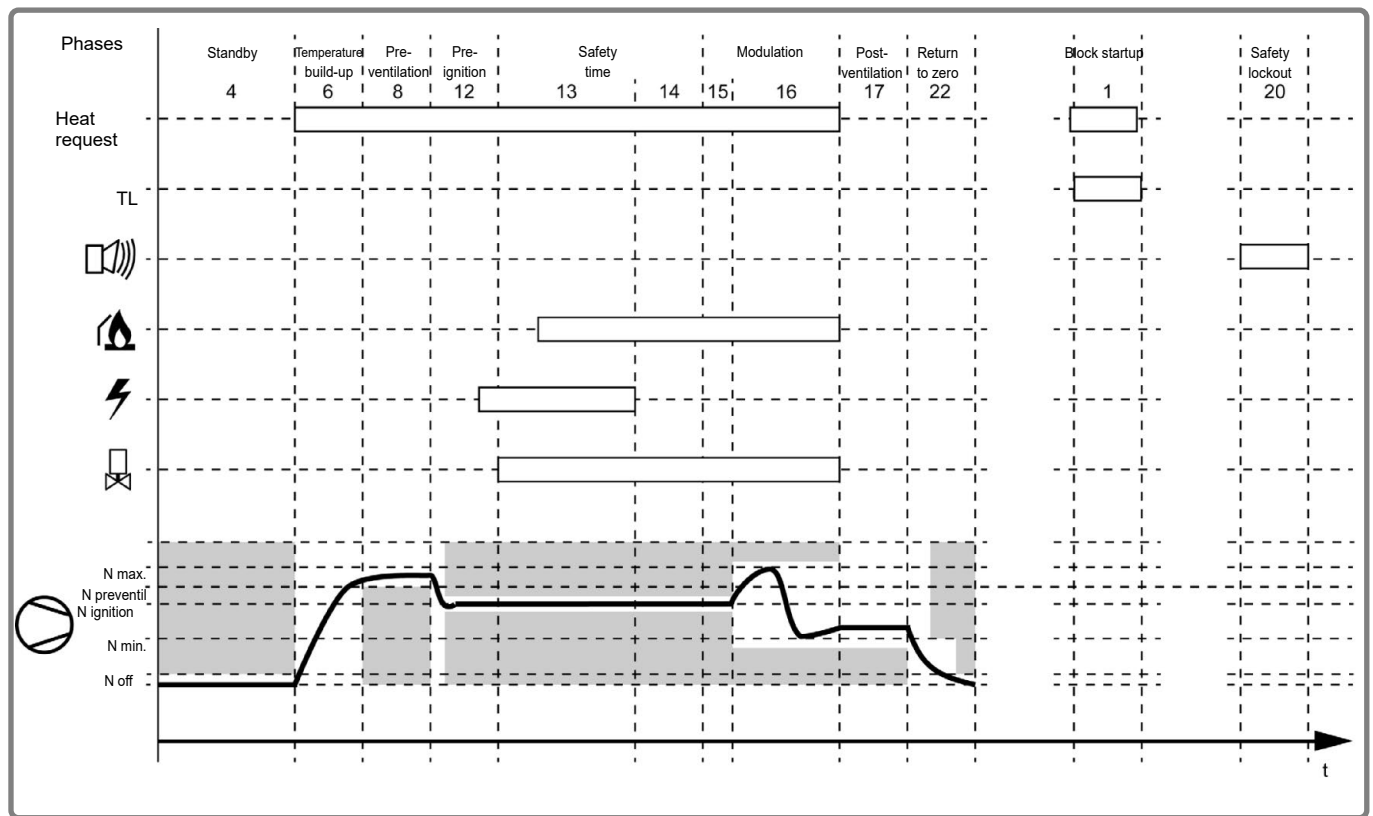 Phases
Standby
Temperature
build-up
Pre-
ventilation
Pre-
ignition
Safety
time
Modulation
Post-
ventilation
Return
to zero
Block startup
Safety
lockout
4 6 8 12 13 14 15 16 17 22 1 20
Heat
request
TL
N max.
N preventil
N ignition
N min.
N off
t